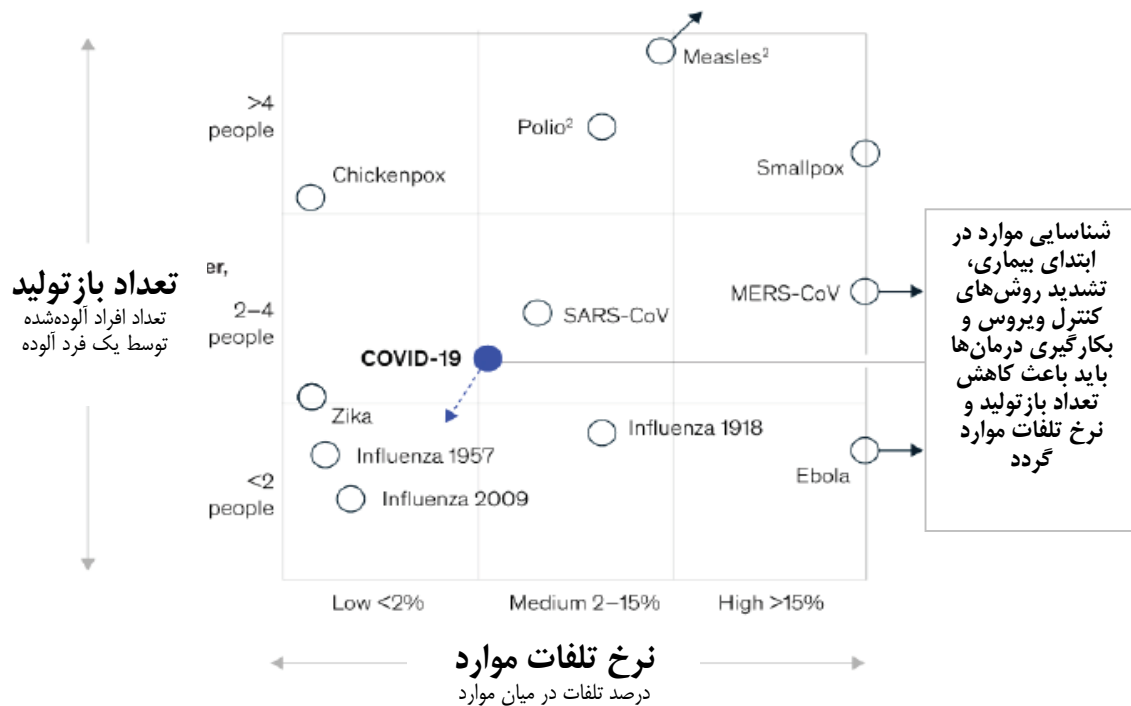 Measles²
>4
people
Polio²
Smallpox
Chickenpox
شناسایی موارد در
ابتدای بیماری،
تشدید روش‌های
کنترل ویروس و
بکارگیری درمان‌ها
باید باعث کاهش
تعداد بازتولید و
نرخ تلفات موارد
گردد
تعداد بازتولید
تعداد افراد آلوده‌شده
توسط یک فرد آلوده
er,
2–4
people
MERS-CoV
SARS-CoV
COVID-19
Zika
Influenza 1918
Influenza 1957
Ebola
<2
people
Influenza 2009
Low <2%
Medium 2–15%
High >15%
نرخ تلفات موارد
درصد تلفات در میان موارد